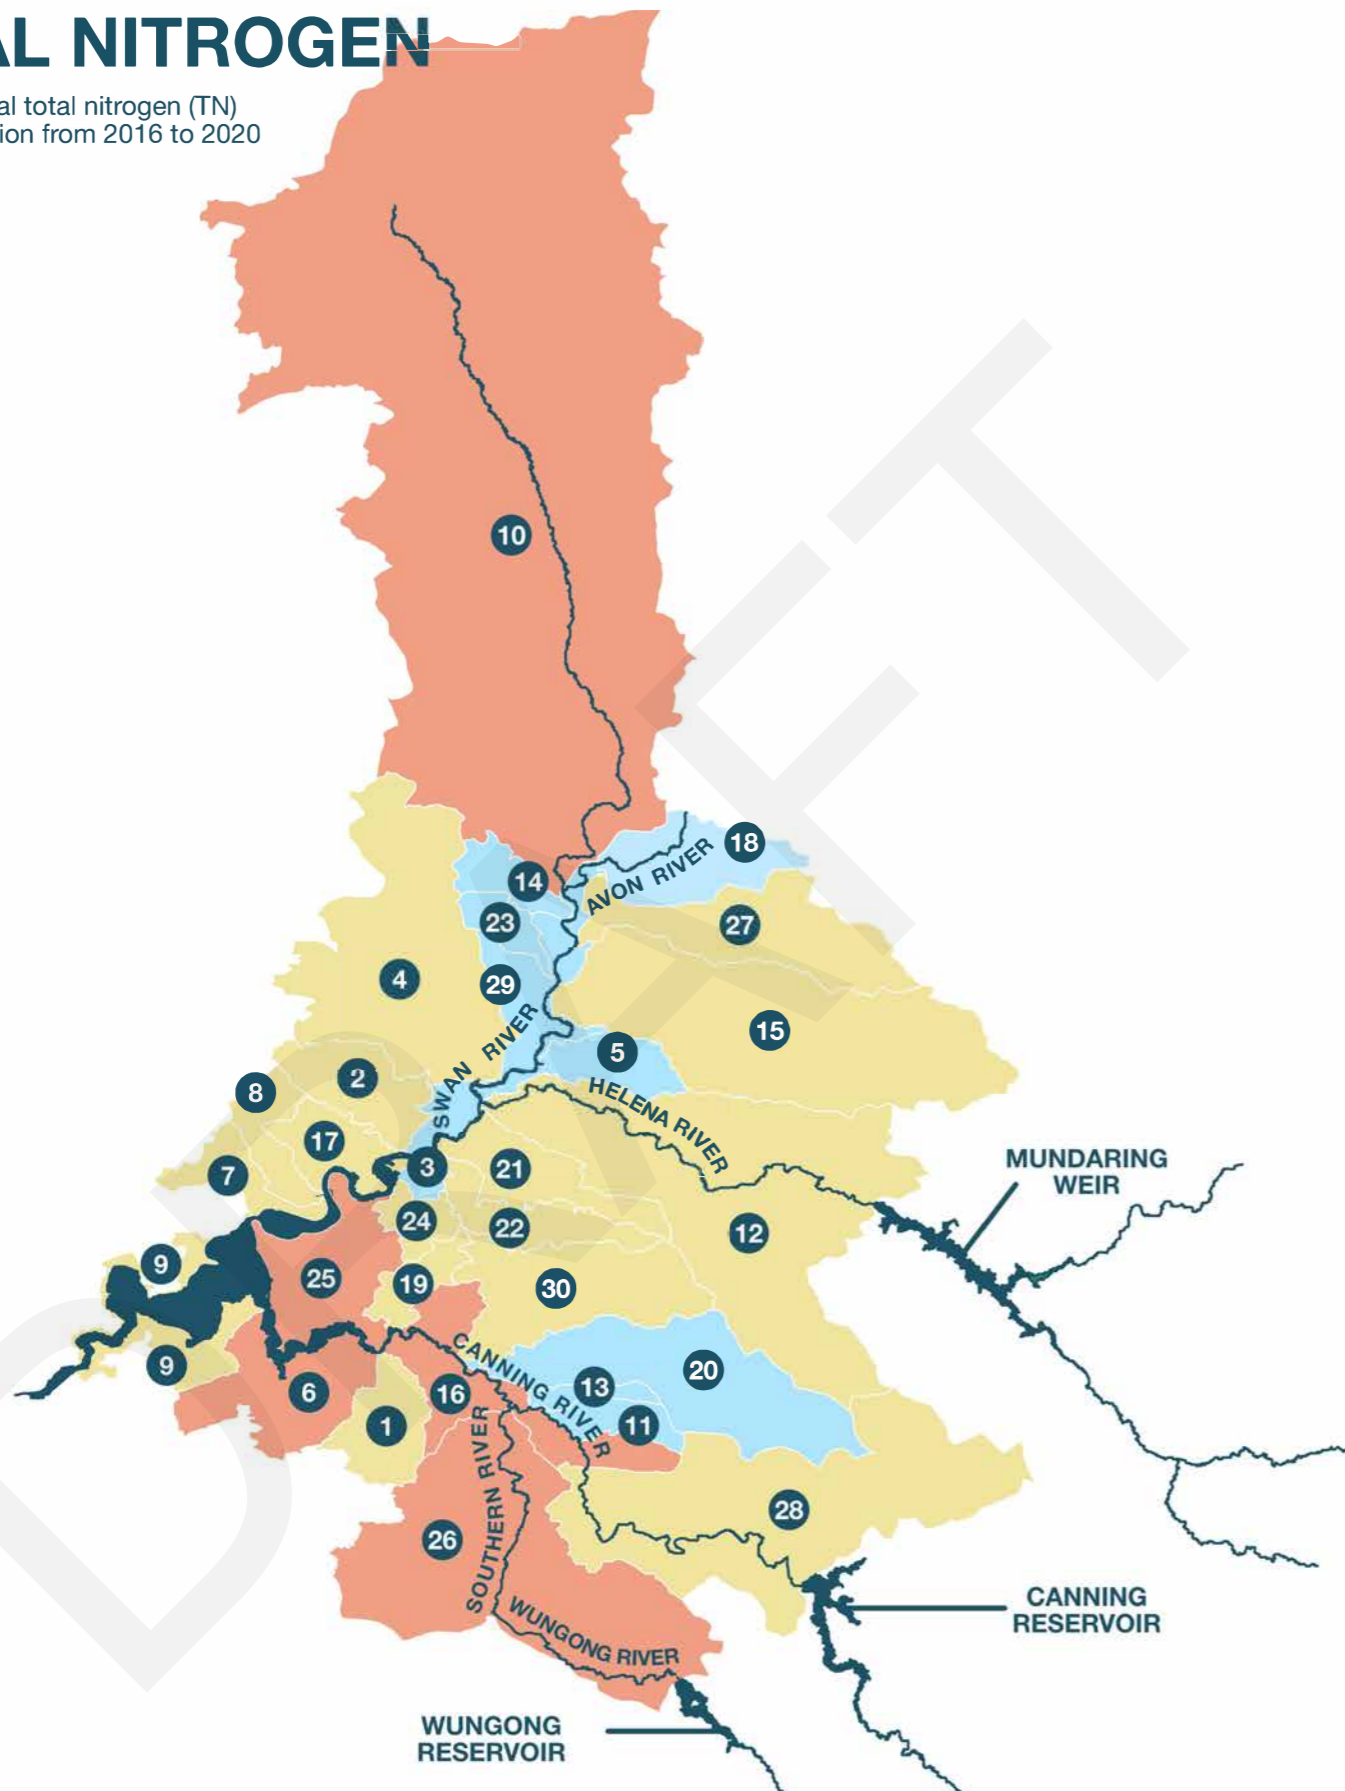 AL NITROGEN
al total nitrogen (TN)
ion from 2016 to 2020
10
18
AVON RIVER
14
23
27
4
29
15
SWAN RIVER
5
HELENA RIVER
2
8
17
7
3
21
MUNDARING
WEIR
24
22
12
9
25
19
30
9
CANNING RIVER
20
6
16
13
1
11
SOUTHERN RIVER
28
26
WUNGONG RIVER
CANNING
RESERVOIR
WUNGONG
RESERVOIR
DRAFT